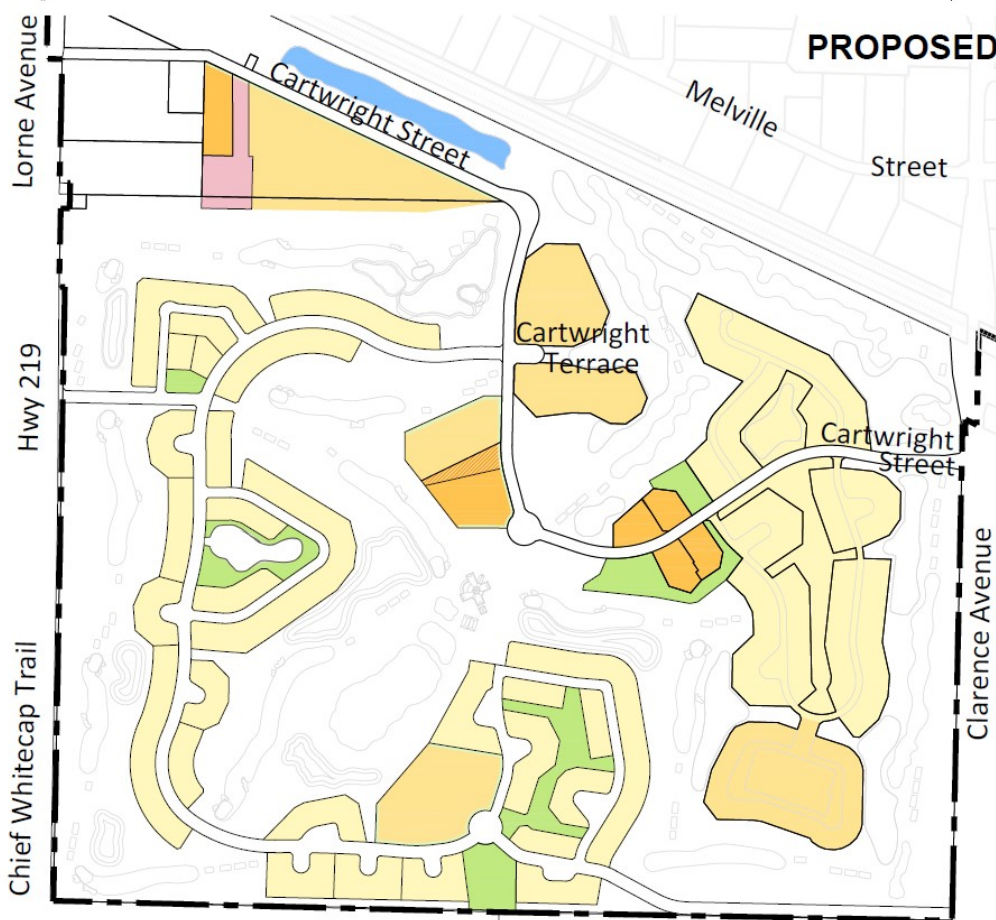 PROPOSED
Lorne Avenue
Cartwright Street
Melville
Street
Cartwright
Terrace
Hwy 219
Cartwright
Street
Clarence Avenue
Chief Whitecap Trail